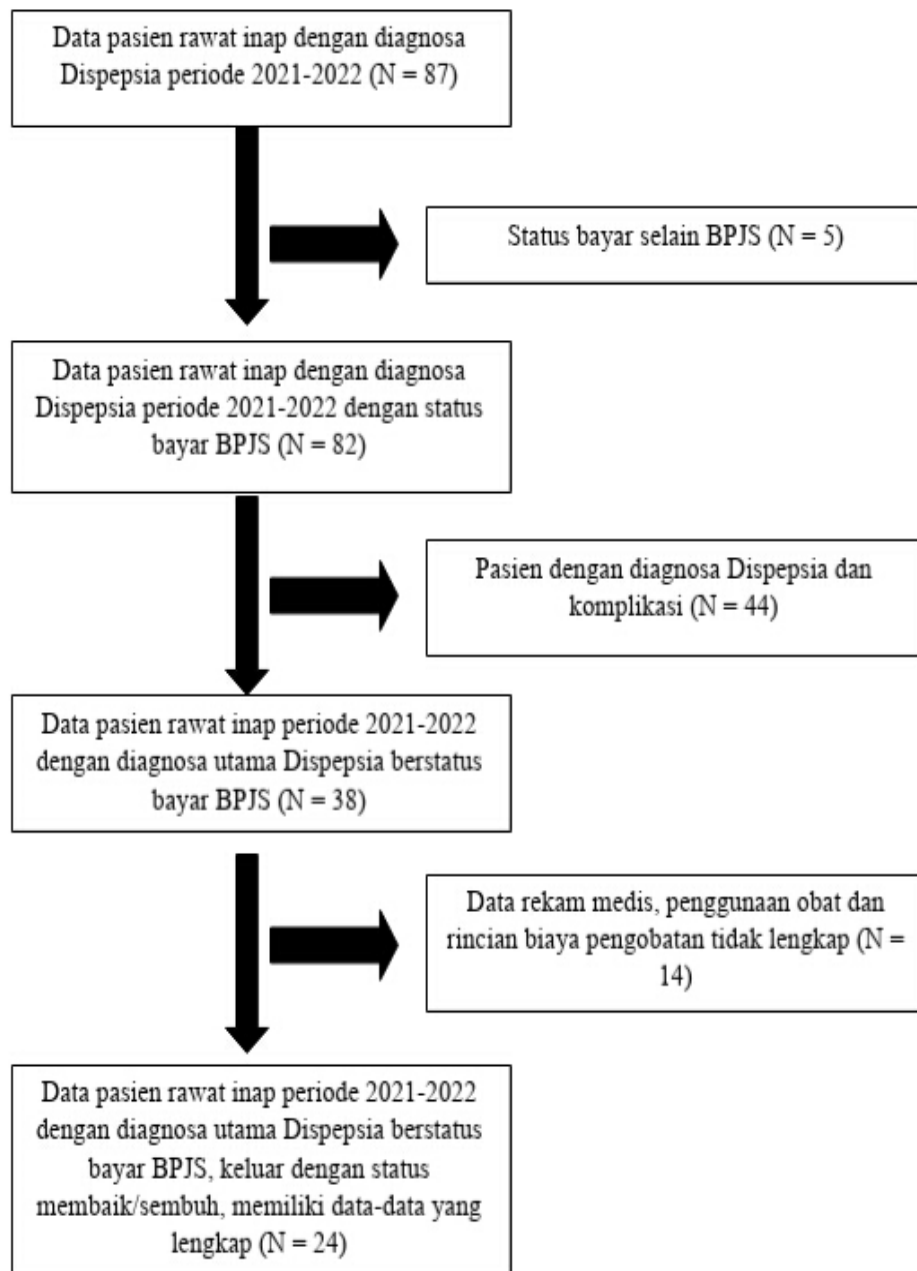 Data pasien rawat inap dengan diagnosa
Dispepsia periode 2021-2022 (N = 87)
Status bayar selain BPJS (N = 5)
Data pasien rawat inap dengan diagnosa
Dispepsia periode 2021-2022 dengan status
bayar BPJS (N = 82)
Pasien dengan diagnosa Dispepsia dan
komplikasi (N = 44)
Data pasien rawat inap periode 2021-2022
dengan diagnosa utama Dispepsia berstatus
bayar BPJS (N = 38)
Data rekam medis, penggunaan obat dan
rincian biaya pengobatan tidak lengkap (N =
14)
Data pasien rawat inap periode 2021-2022
dengan diagnosa utama Dispepsia berstatus
bayar BPJS, keluar dengan status
membaik/sembuh, memiliki data-data yang
lengkap (N = 24)